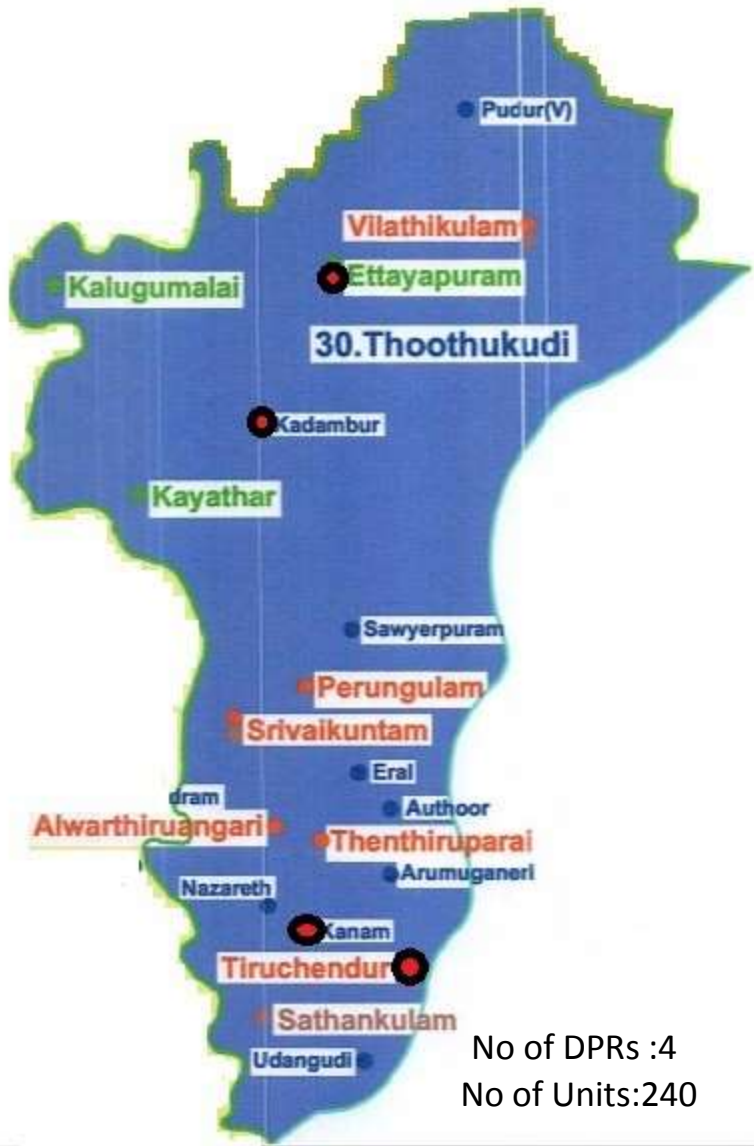 Pudur(V)
Vilathikulam
Ettayapuram
Kalugumalai
30.Thoothukudi
Kadambur
Kayathar
Sawyerpuram
Perungulam
Srivaikuntam
Eral
dram
Authoor
Alwarthiruangari
Thenthiruparai
Arumuganeri
Nazareth
Kanam
Tiruchendur
Sathankulam
Udangudi
No of DPRs :4
No of Units:240